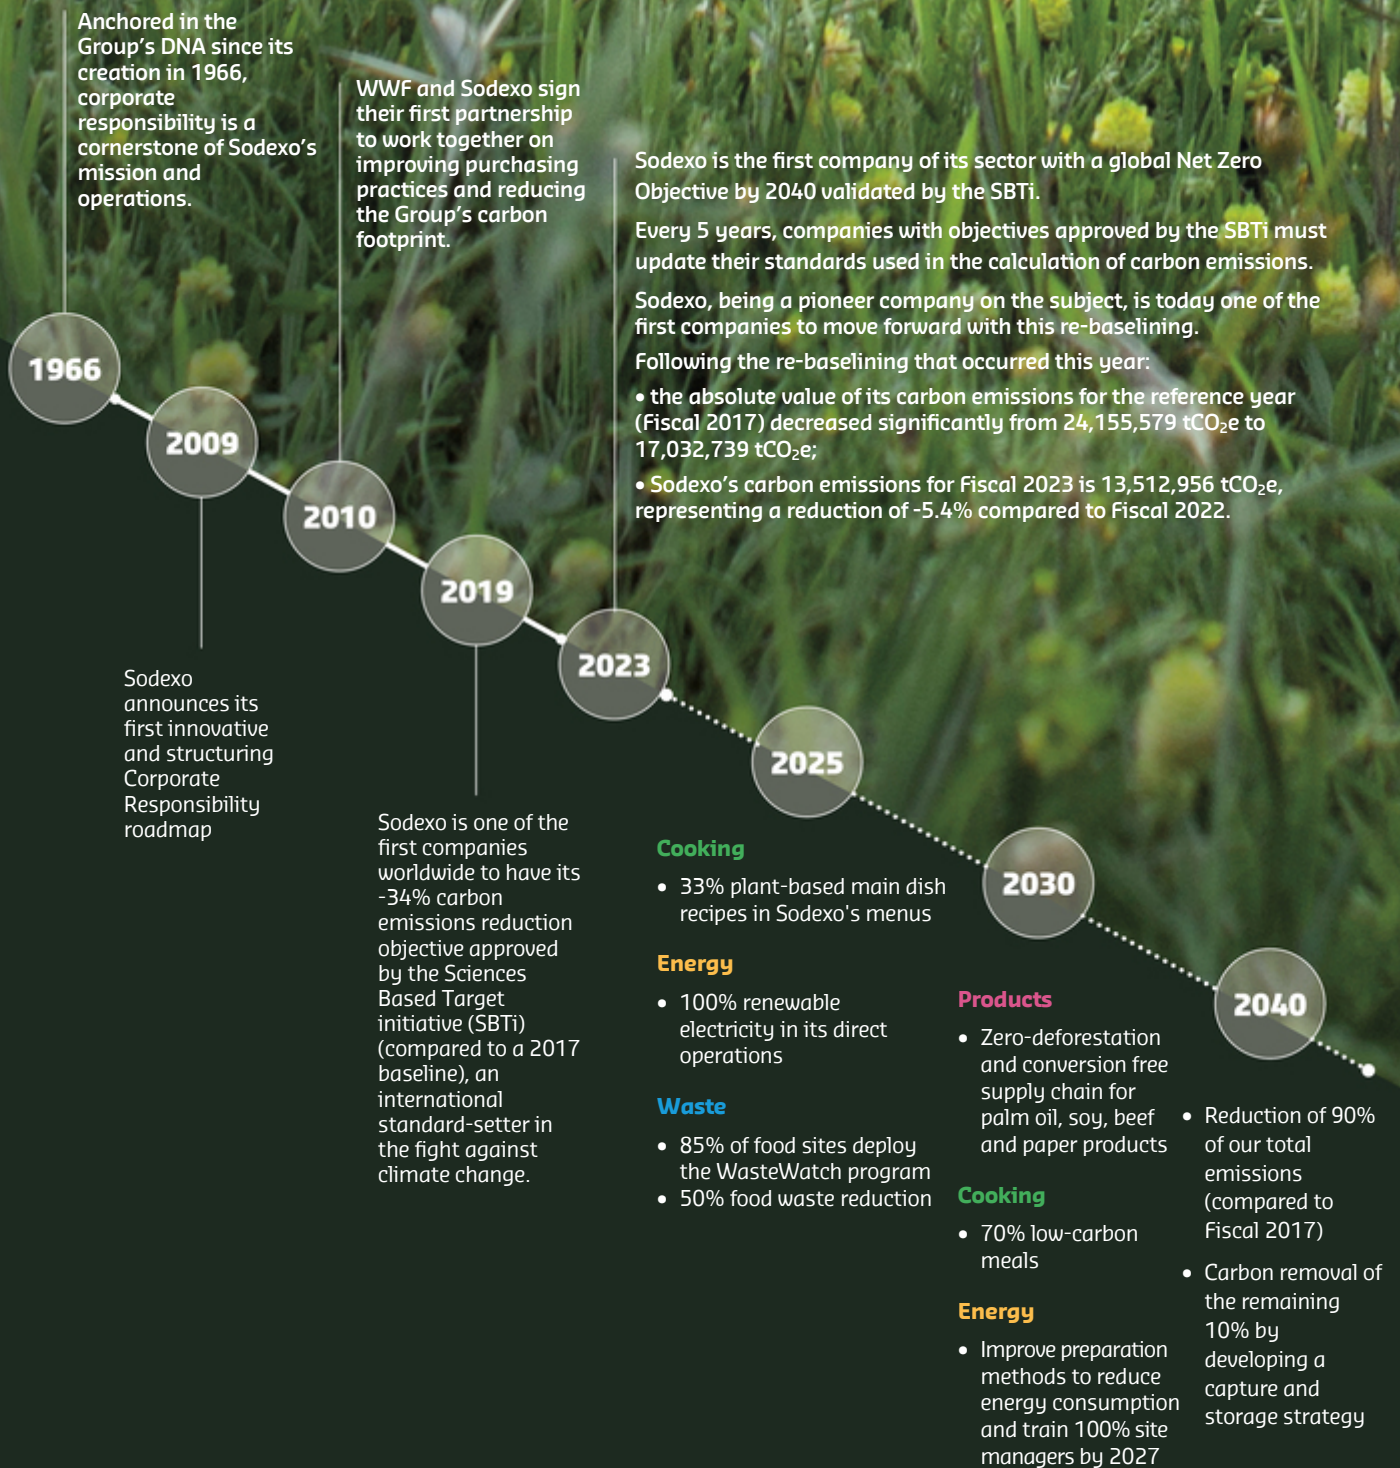 Anchored in the
Group's DNA since its
creation in 1966,
corporate
responsibility is a
cornerstone of Sodexo's
mission and
operations.
WWF and Sodexo sign
their first partnership
to work together on
improving purchasing
practices and reducing
the Group's carbon
footprint.
Sodexo is the first company of its sector with a global Net Zero
Objective by 2040 validated by the SBTi.
Every 5 years, companies with objectives approved by the SBTi must
update their standards used in the calculation of carbon emissions.
Sodexo, being a pioneer company on the subject, is today one of the
first companies to move forward with this re-baselining.
Following the re-baselining that occurred this year:
• the absolute value of its carbon emissions for the reference year
(Fiscal 2017) decreased significantly from 24,155,579 tCO₂e to
17,032,739 tCO₂e;
• Sodexo's carbon emissions for Fiscal 2023 is 13,512,956 tCO₂e,
representing a reduction of -5.4% compared to Fiscal 2022.
1966
2009
2010
2019
2023
2025
2030
2040
Sodexo
announces its
first innovative
and structuring
Corporate
Responsibility
roadmap
Sodexo is one of the
first companies
worldwide to have its
-34% carbon
emissions reduction
objective approved
by the Sciences
Based Target
initiative (SBTi)
(compared to a 2017
baseline), an
international
standard-setter in
the fight against
climate change.
Cooking
• 33% plant-based main dish
recipes in Sodexo's menus
Energy
• 100% renewable
electricity in its direct
operations
Waste
• 85% of food sites deploy
the WasteWatch program
• 50% food waste reduction
Products
• Zero-deforestation
and conversion free
supply chain for
palm oil, soy, beef
and paper products
Cooking
• 70% low-carbon
meals
Energy
• Improve preparation
methods to reduce
energy consumption
and train 100% site
managers by 2027
• Reduction of 90%
of our total
emissions
(compared to
Fiscal 2017)
• Carbon removal of
the remaining
10% by
developing a
capture and
storage strategy